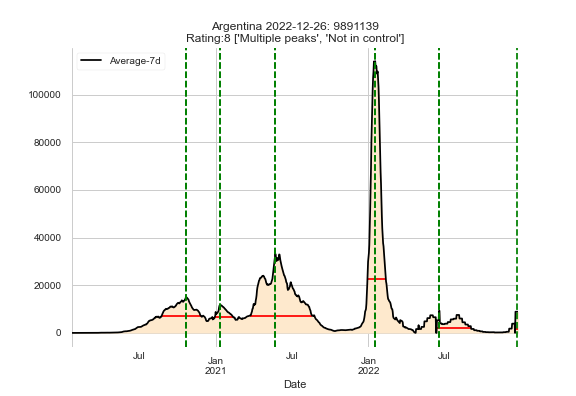 Argentina 2022-12-26: 9891139
Rating:8 ['Multiple peaks', 'Not in control']
Average-7d
100000
80000
60000
40000
20000
0
Jul
Jan
2021
Jul
Jan
2022
Jul
Date